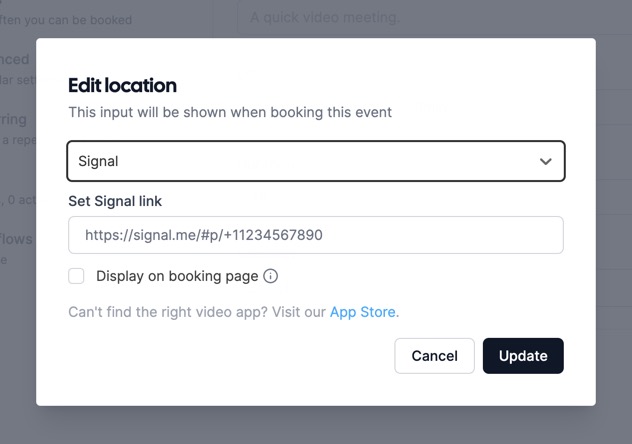 ften you can be booked
A quick video meeting.
nced
lar set
Edit location
This input will be shown when booking this event
rring
a repe
Signal
, 0 act
Set Signal link
flows
https://signal.me/#p/+11234567890
e
Display on booking page
Can't find the right video app? Visit our App Store.
Cancel
Update